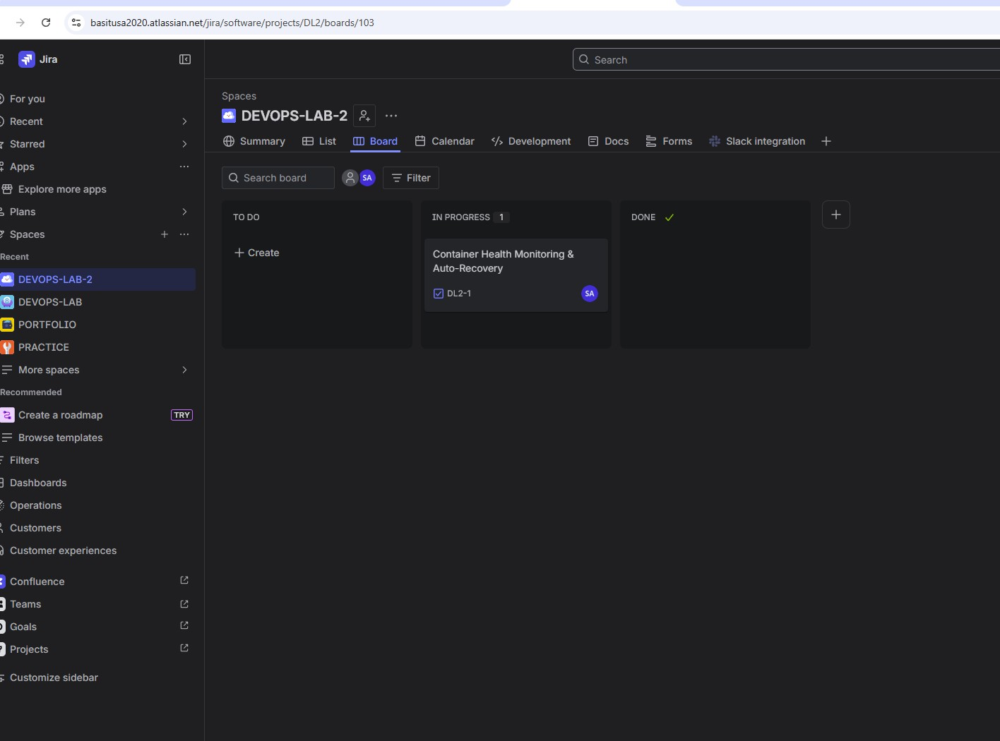 basitusa2020.atlassian.net/jira/software/projects/DL2/boards/103
Jira
Search
For you
Recent
Starred
Apps
Explore more apps
Plans
Spaces
Recent
DEVOPS-LAB-2
DEVOPS-LAB
PORTFOLIO
PRACTICE
More spaces
Recommended
Create a roadmap TRY
Browse templates
Filters
Dashboards
Operations
Customers
Customer experiences
Confluence
Teams
Goals
Projects
Customize sidebar
Spaces
DEVOPS-LAB-2
Summary List Board Calendar Development Docs Forms Slack integration
Search board SA Filter
TO DO
Create
IN PROGRESS 1
Container Health Monitoring &
Auto-Recovery
DL2-1 SA
DONE